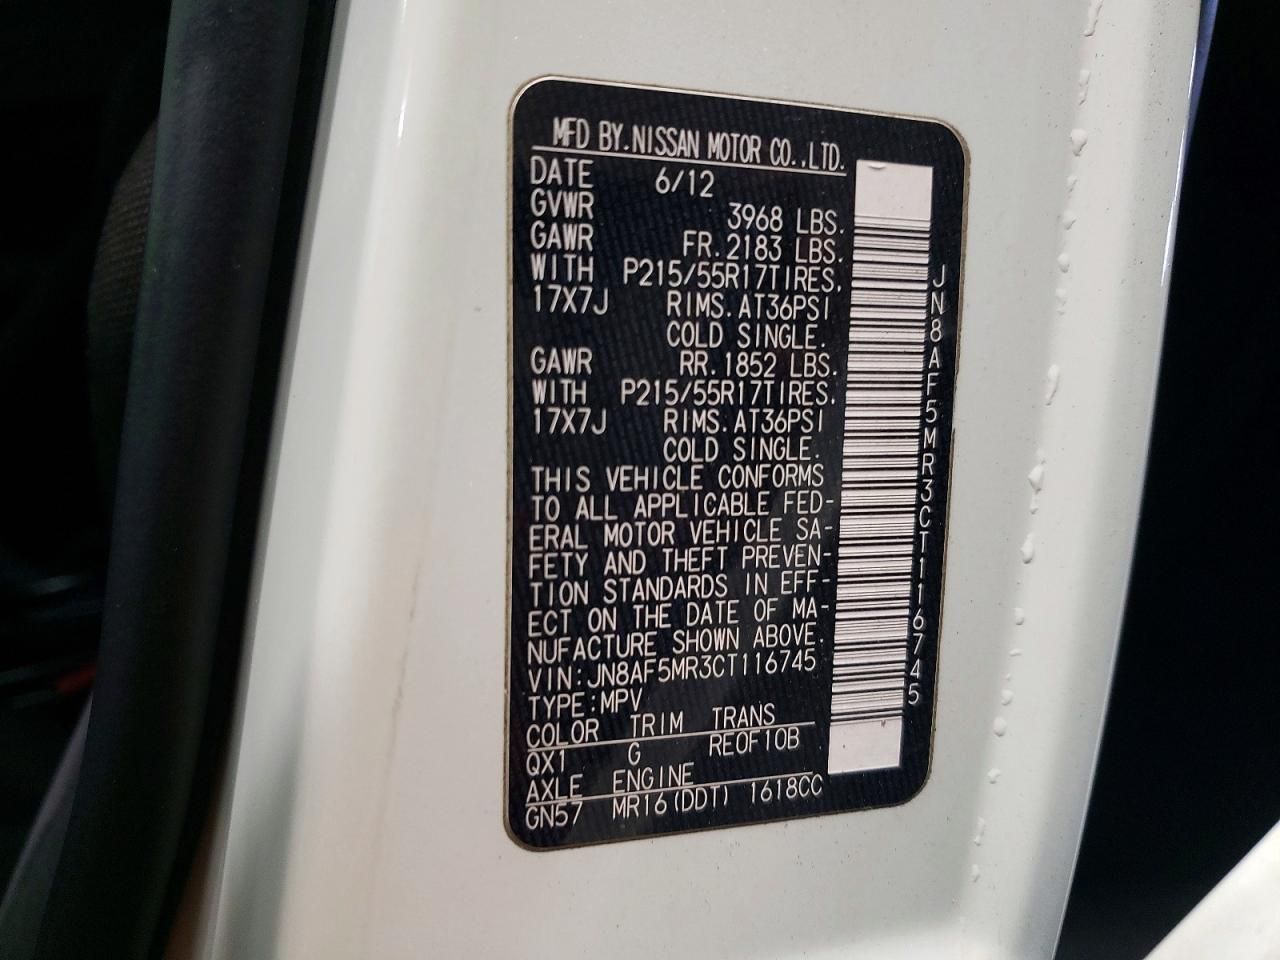 MFD BY.NISSAN MOTOR CO.,LTD.
DATE 6/12
GVWR 3968 LBS.
GAWR FR.2183 LBS.
WITH P215/55R17TIRES.
17X7J RIMS.AT36PSI
COLD SINGLE.
GAWR RR.1852 LBS.
WITH P215/55R17TIRES.
17X7J RIMS.AT36PSI
COLD SINGLE.
THIS VEHICLE CONFORMS
TO ALL APPLICABLE FED-
ERAL MOTOR VEHICLE SA-
FETY AND THEFT PREVEN-
TION STANDARDS IN EFF-
ECT ON THE DATE OF MA-
NUFACTURE SHOWN ABOVE.
VIN:JN8AF5MR3CT116745
TYPE:MPV
COLOR TRIM TRANS
QX1 G RE0F10B
AXLE ENGINE
GN57 MR16(DDT) 1618CC
JN8AF5MR3CT116745